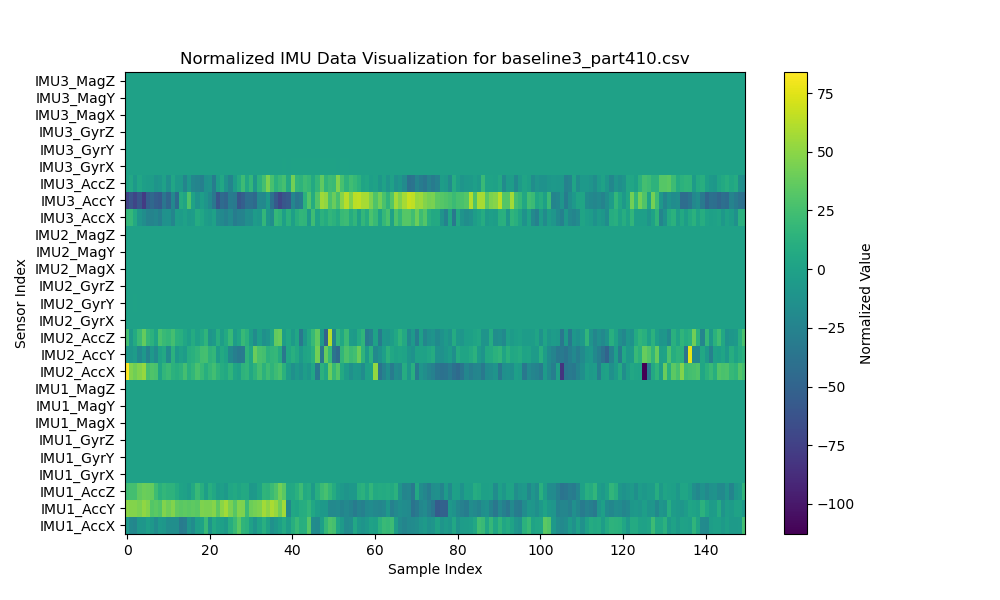 Normalized IMU Data Visualization for baseline3_part410.csv
IMU3_MagZ
IMU3_MagY
IMU3_MagX
IMU3_GyrZ
IMU3_GyrY
IMU3_GyrX
IMU3_AccZ
IMU3_AccY
IMU3_AccX
IMU2_MagZ
IMU2_MagY
IMU2_MagX
IMU2_GyrZ
IMU2_GyrY
IMU2_GyrX
IMU2_AccZ
IMU2_AccY
IMU2_AccX
IMU1_MagZ
IMU1_MagY
IMU1_MagX
IMU1_GyrZ
IMU1_GyrY
IMU1_GyrX
IMU1_AccZ
IMU1_AccY
IMU1_AccX
Sensor Index
0 20 40 60 80 100 120 140
Sample Index
75
50
25
0
−25
−50
−75
−100
Normalized Value